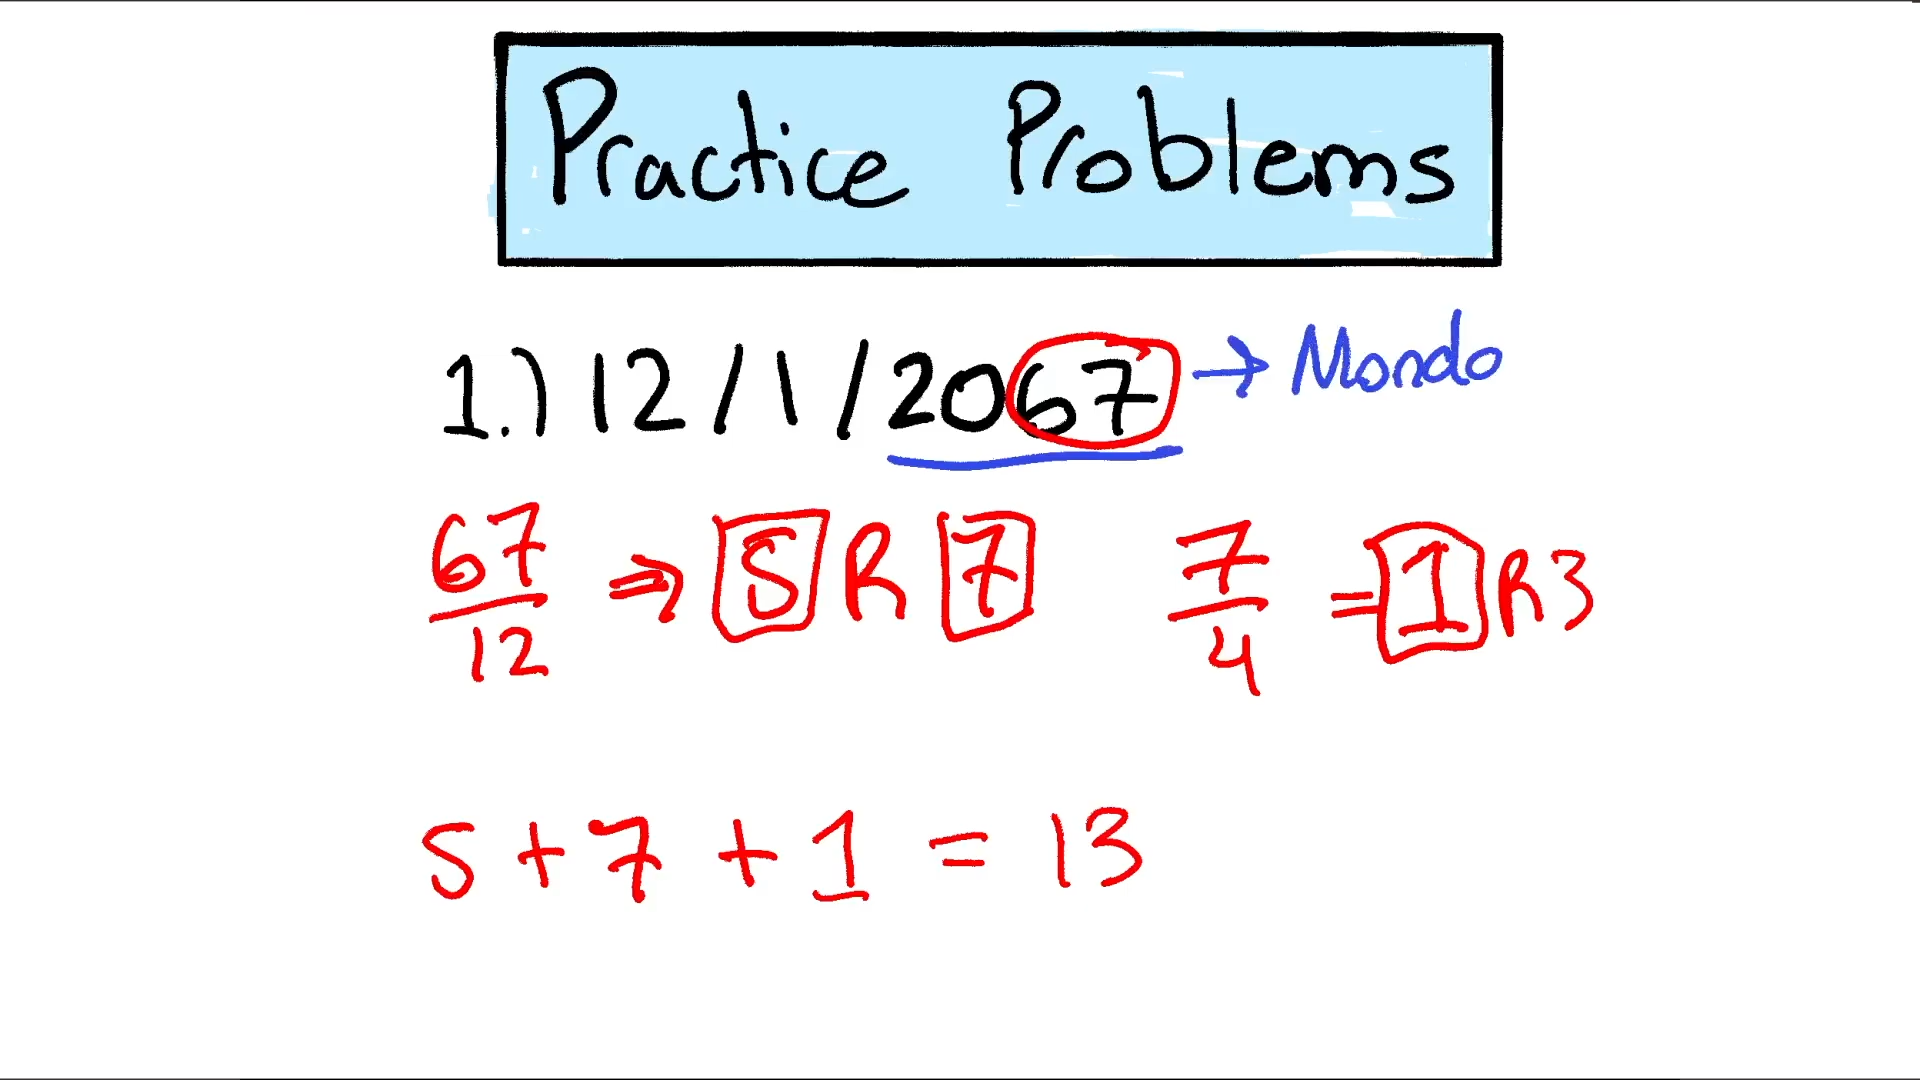 Practice Problems
1.) 12/1/2067 → Mondo
67/12 ⇒ 5 R 7 7/4 = 1 R3
5 + 7 + 1 = 13